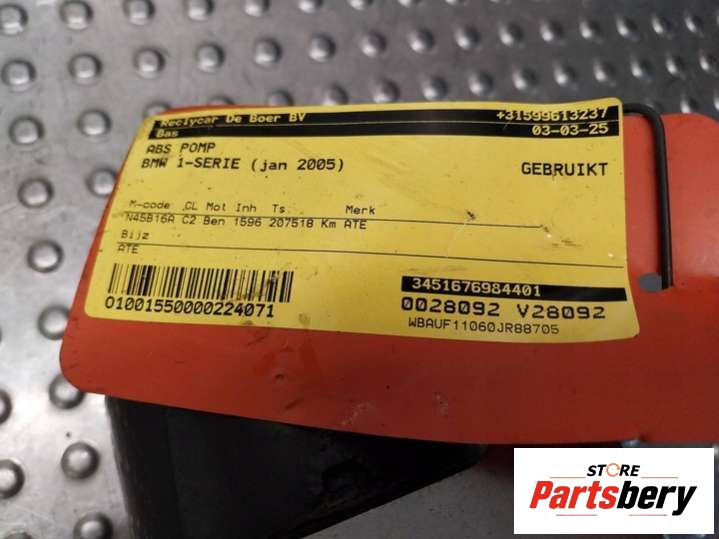 Reclycar De Boer BV +31599613237
Bas 03-03-25
ABS POMP
BMW 1-SERIE (jan 2005) GEBRUIKT
M-code CL Mot Inh Ts Merk
N45B16A C2 Ben 1596 207518 Km ATE
Bijz
ATE
3451676984401
O1001550000224071 0028092 V28092
WBAUF11060JR88705
STORE
Partsbery